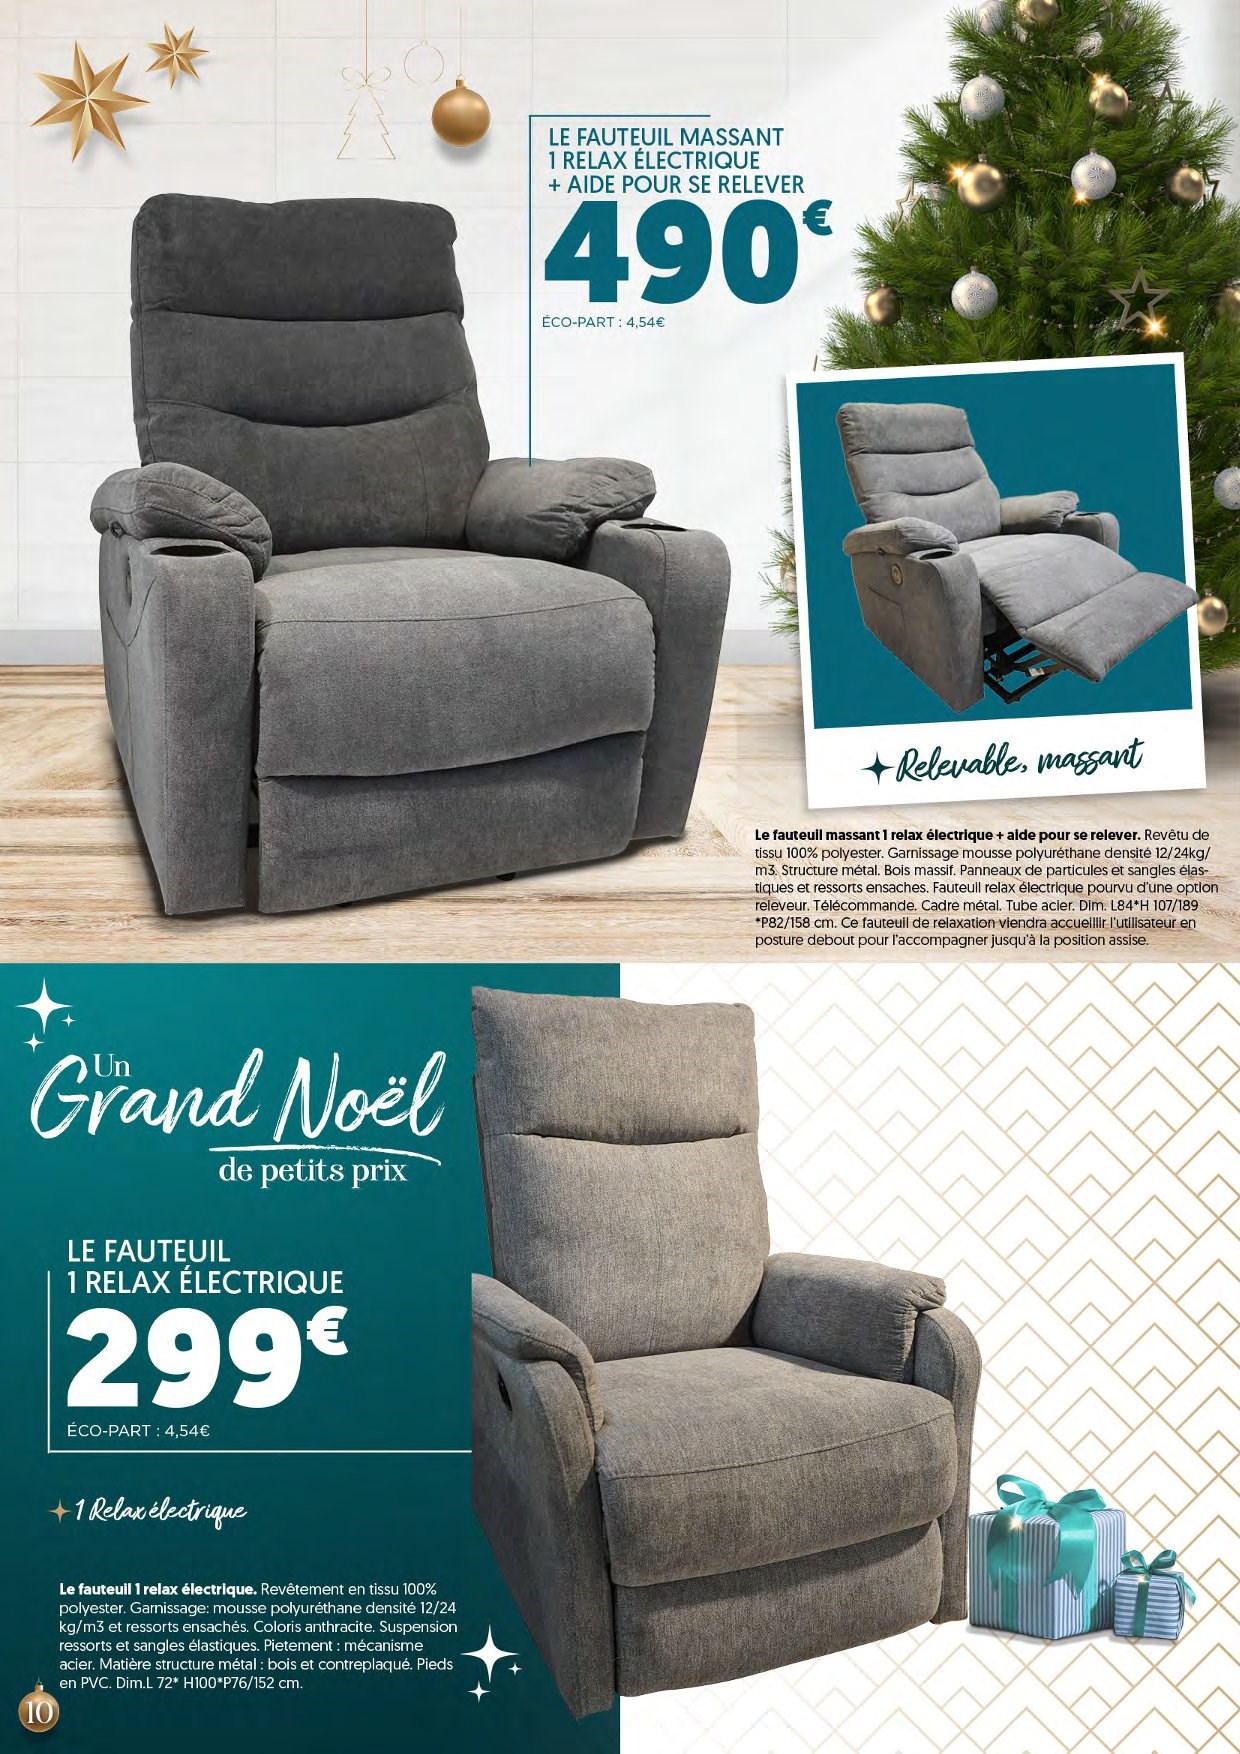 LE FAUTEUIL MASSANT
1 RELAX ÉLECTRIQUE
+ AIDE POUR SE RELEVER
490€
ÉCO-PART : 4,54€
Relevable, massant
Le fauteuil massant 1 relax électrique + aide pour se relever. Revêtu de
tissu 100% polyester. Garnissage mousse polyuréthane densité 12/24kg/
m3. Structure métal. Bois massif. Panneaux de particules et sangles élas-
tiques et ressorts ensaches. Fauteuil relax électrique pourvu d'une option
releveur. Télécommande. Cadre métal. Tube acier. Dim. L84*H 107/189
*P82/158 cm. Ce fauteuil de relaxation viendra accueillir l'utilisateur en
posture debout pour l'accompagner jusqu'à la position assise.
Un
Grand Noël
de petits prix
LE FAUTEUIL
1 RELAX ÉLECTRIQUE
299€
ÉCO-PART : 4,54€
1 Relax électrique
Le fauteuil 1 relax électrique. Revêtement en tissu 100%
polyester. Garnissage: mousse polyuréthane densité 12/24
kg/m3 et ressorts ensachés. Coloris anthracite. Suspension
ressorts et sangles élastiques. Pietement : mécanisme
acier. Matière structure métal : bois et contreplaqué. Pieds
en PVC. Dim.L 72* H100*P76/152 cm.
10